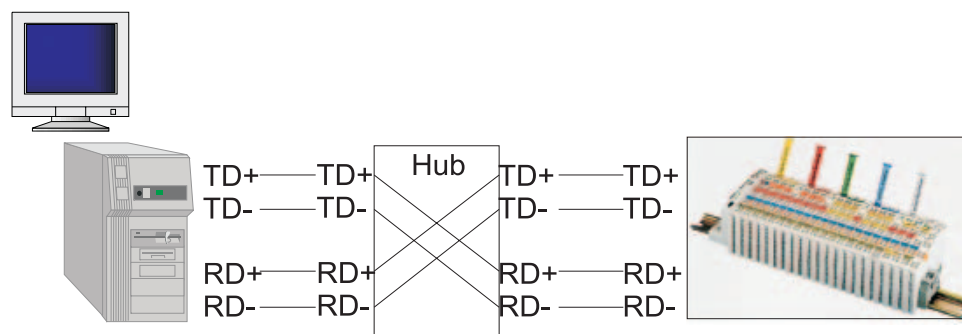 Hub
TD+ TD+ TD+ TD+
TD- TD- TD- TD-
RD+ RD+ RD+ RD+
RD- RD- RD- RD-